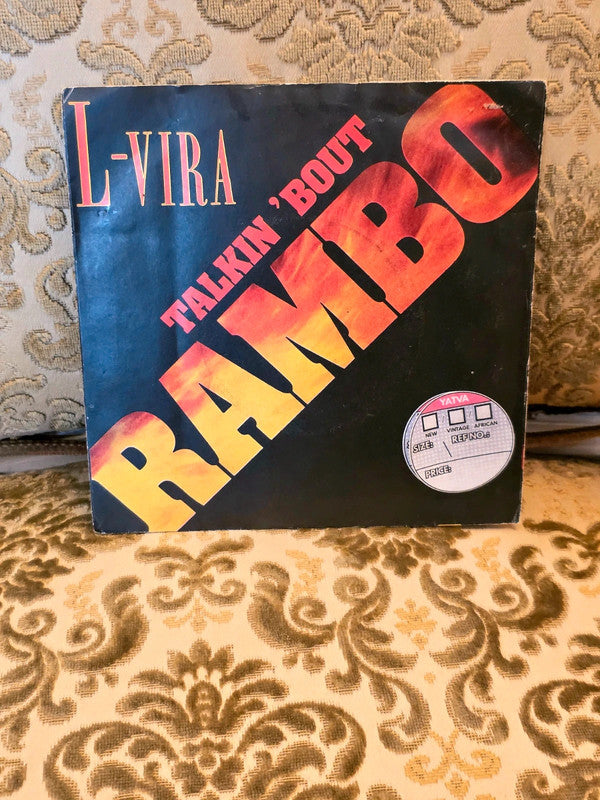 L-VIRA
TALKIN 'BOUT
RAMBO
YATVA
NEW VINTAGE AFRICAN
SIZE: REF NO.:
PRICE: